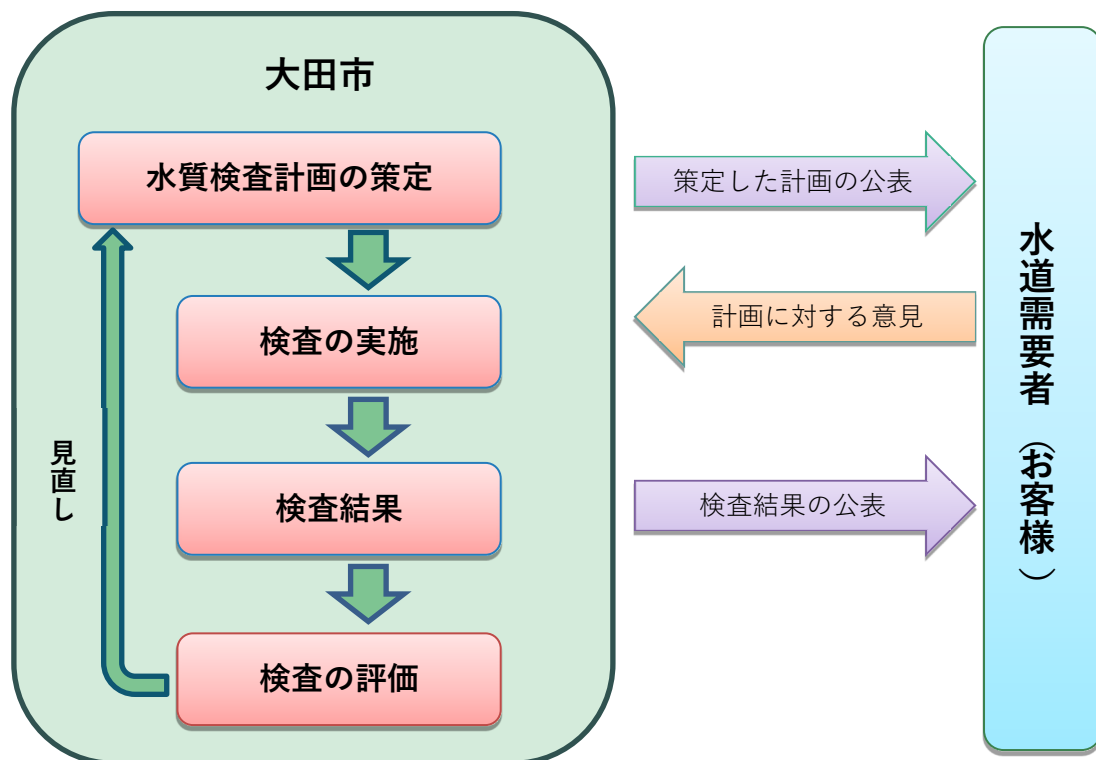 大田市
水質検査計画の策定
検査の実施
検査結果
検査の評価
見直し
策定した計画の公表
計画に対する意見
検査結果の公表
水道需要者（お客様）